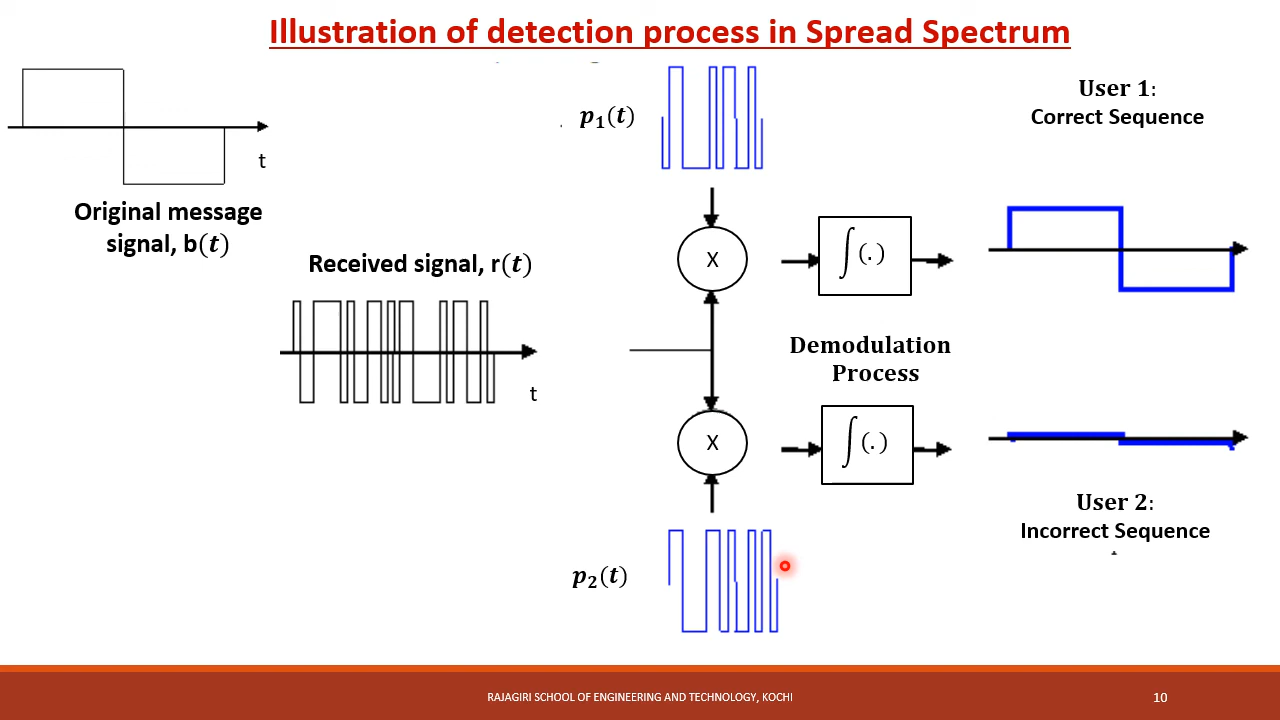 Illustration of detection process in Spread Spectrum
p₁(t)
User 1:
Correct Sequence
t
Original message
signal, b(t)
Received signal, r(t)
X
∫(.)
Demodulation
Process
t
X
∫(.)
User 2:
Incorrect Sequence
p₂(t)
RAJAGIRI SCHOOL OF ENGINEERING AND TECHNOLOGY, KOCHI
10